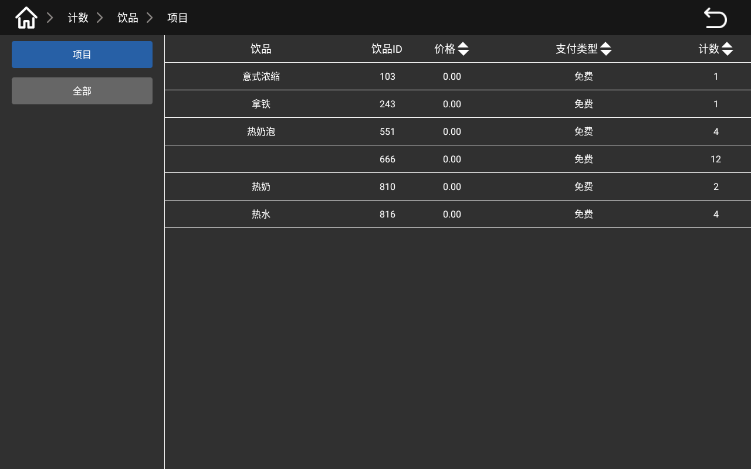 计数 饮品 项目
项目
全部
饮品 饮品ID 价格 支付类型 计数
意式浓缩 103 0.00 免费 1
拿铁 243 0.00 免费 1
热奶泡 551 0.00 免费 4
666 0.00 免费 12
热奶 810 0.00 免费 2
热水 816 0.00 免费 4